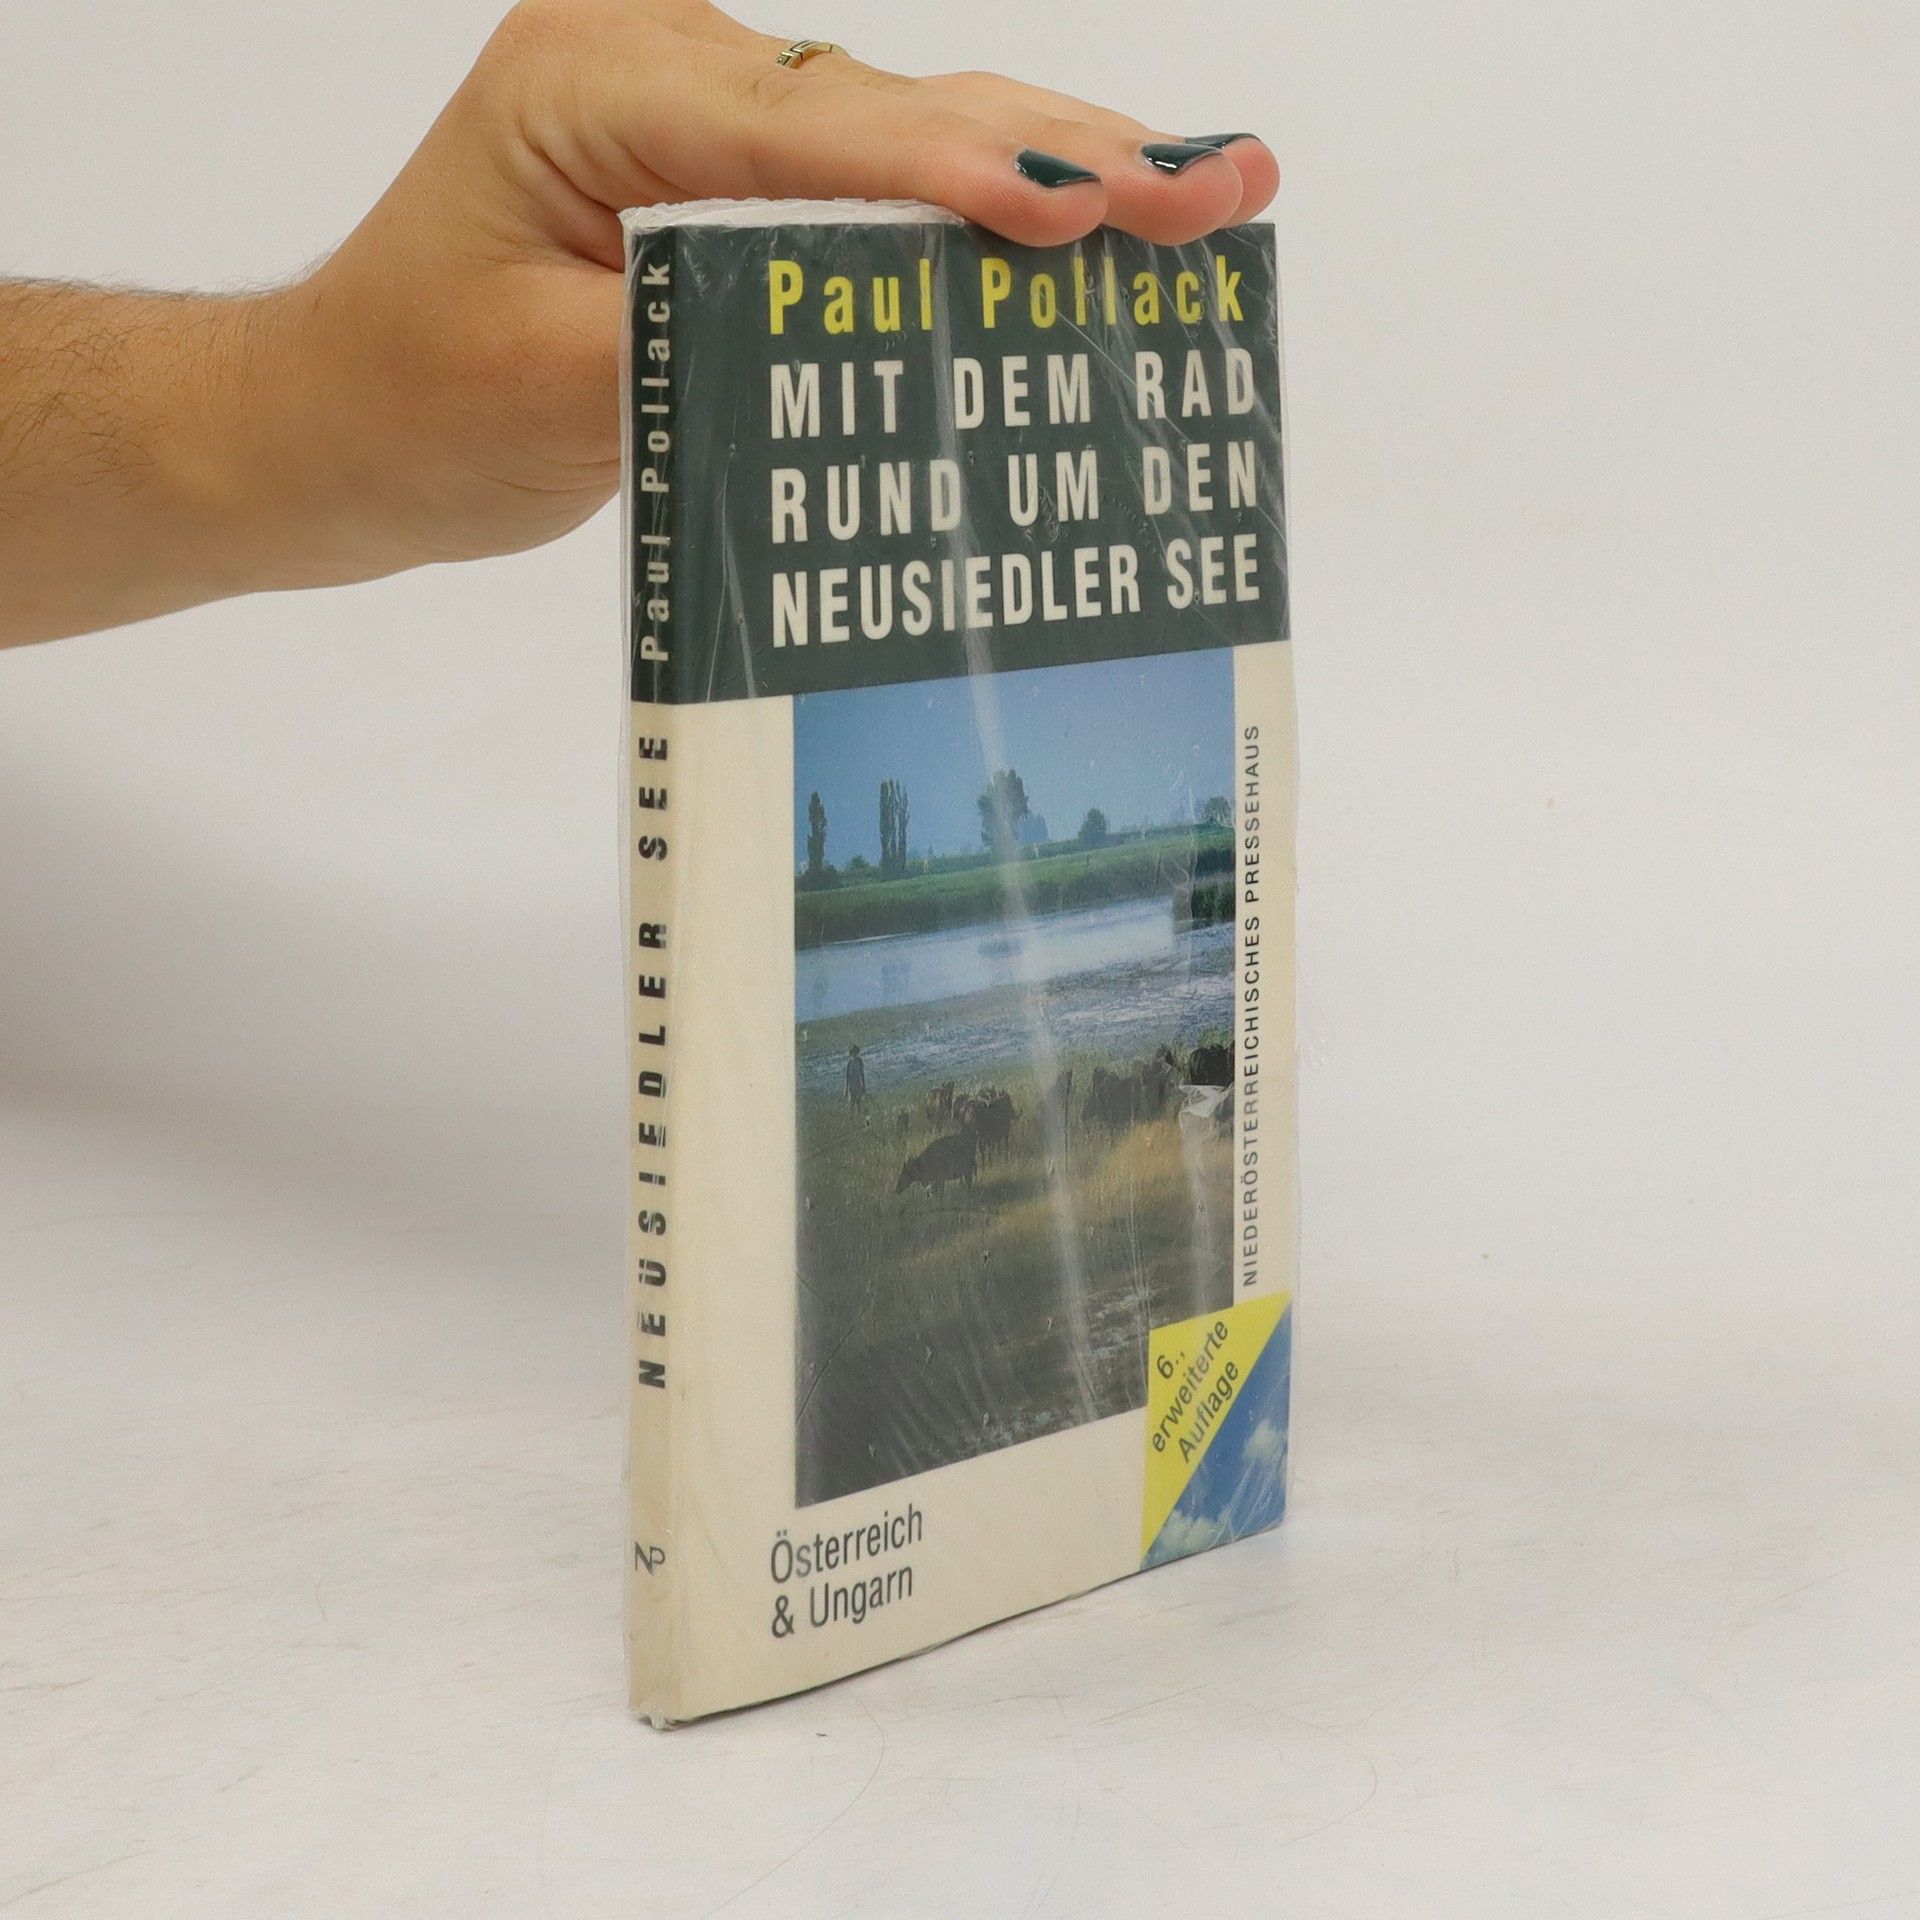 Paul Pollack
MIT DEM RAD
RUND UM DEN
NEUSIEDLER SEE
NIEDERÖSTERREICHISCHES PRESSEHAUS
6.,
erweiterte
Auflage
Österreich
& Ungarn
Paul Pollack
NEUSIEDLER SEE
NP